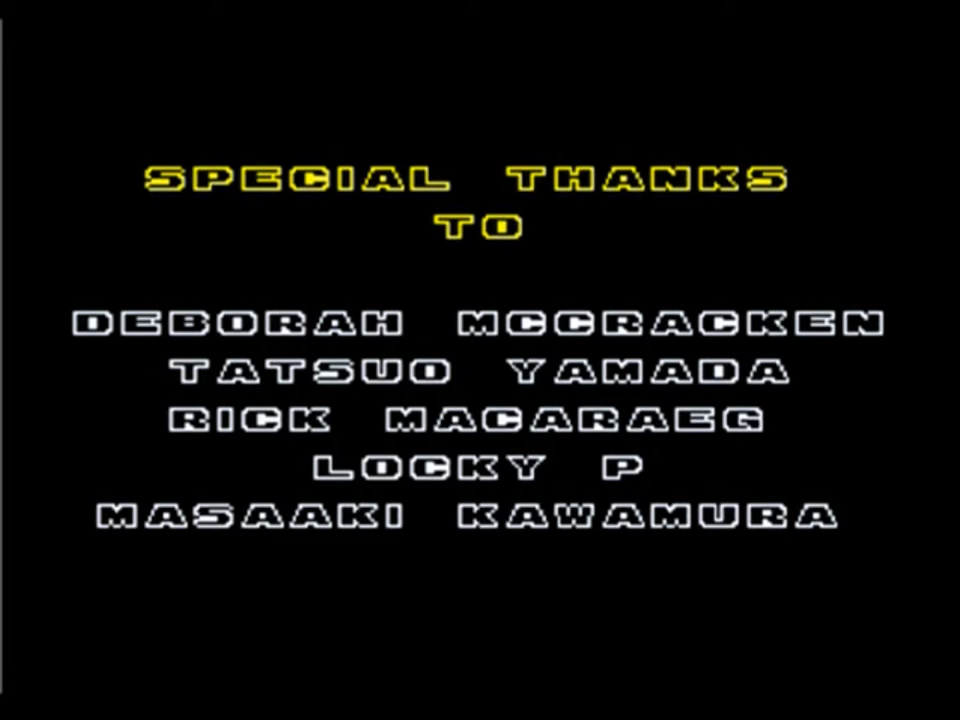 SPECIAL THANKS
TO
DEBORAH MCCRACKEN
TATSUO YAMADA
RICK MACARAEG
LOCKY P
MASAAKI KAWAMURA